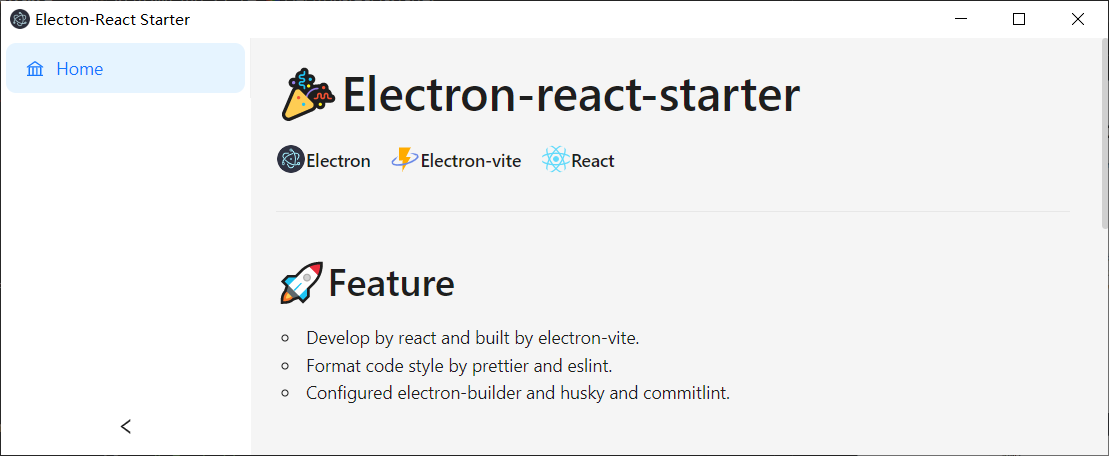 Electon-React Starter
Home
Electron-react-starter
Electron Electron-vite React
Feature
Develop by react and built by electron-vite.
Format code style by prettier and eslint.
Configured electron-builder and husky and commitlint.